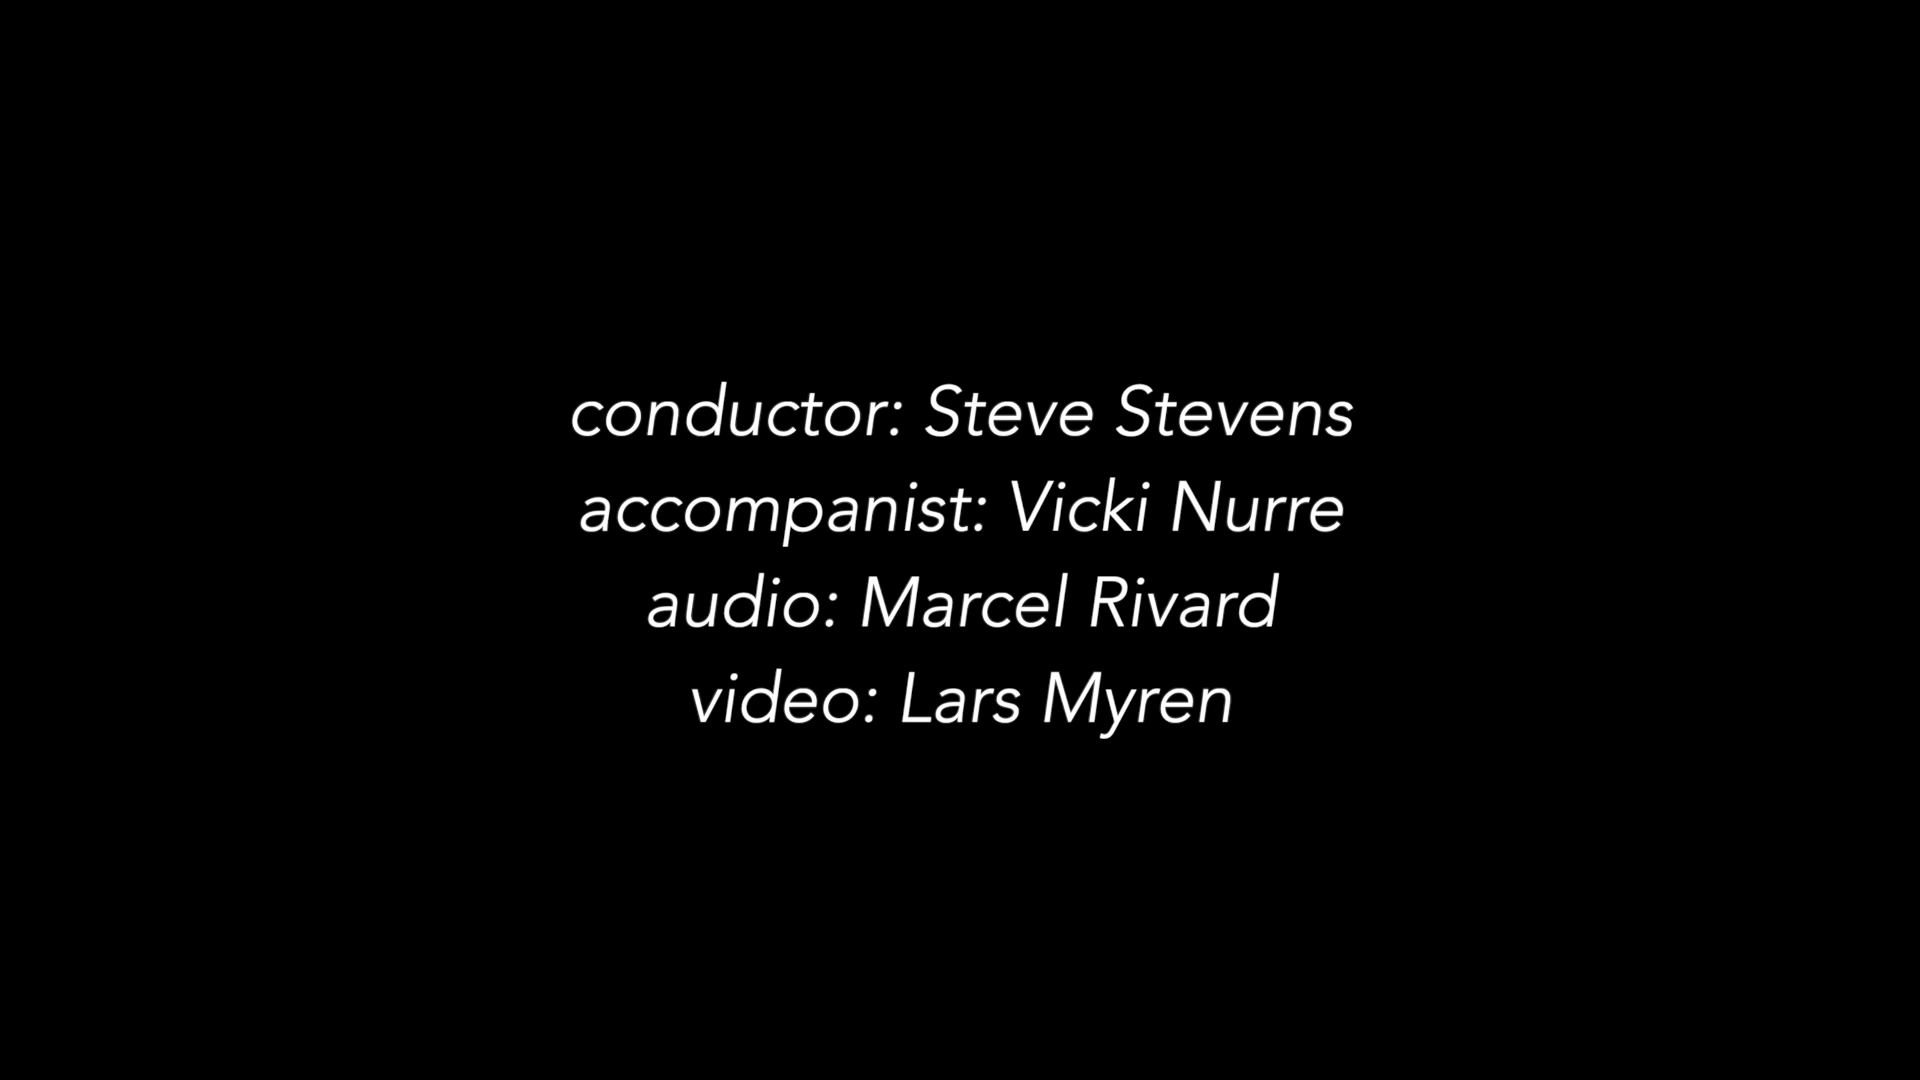 conductor: Steve Stevens
accompanist: Vicki Nurre
audio: Marcel Rivard
video: Lars Myren